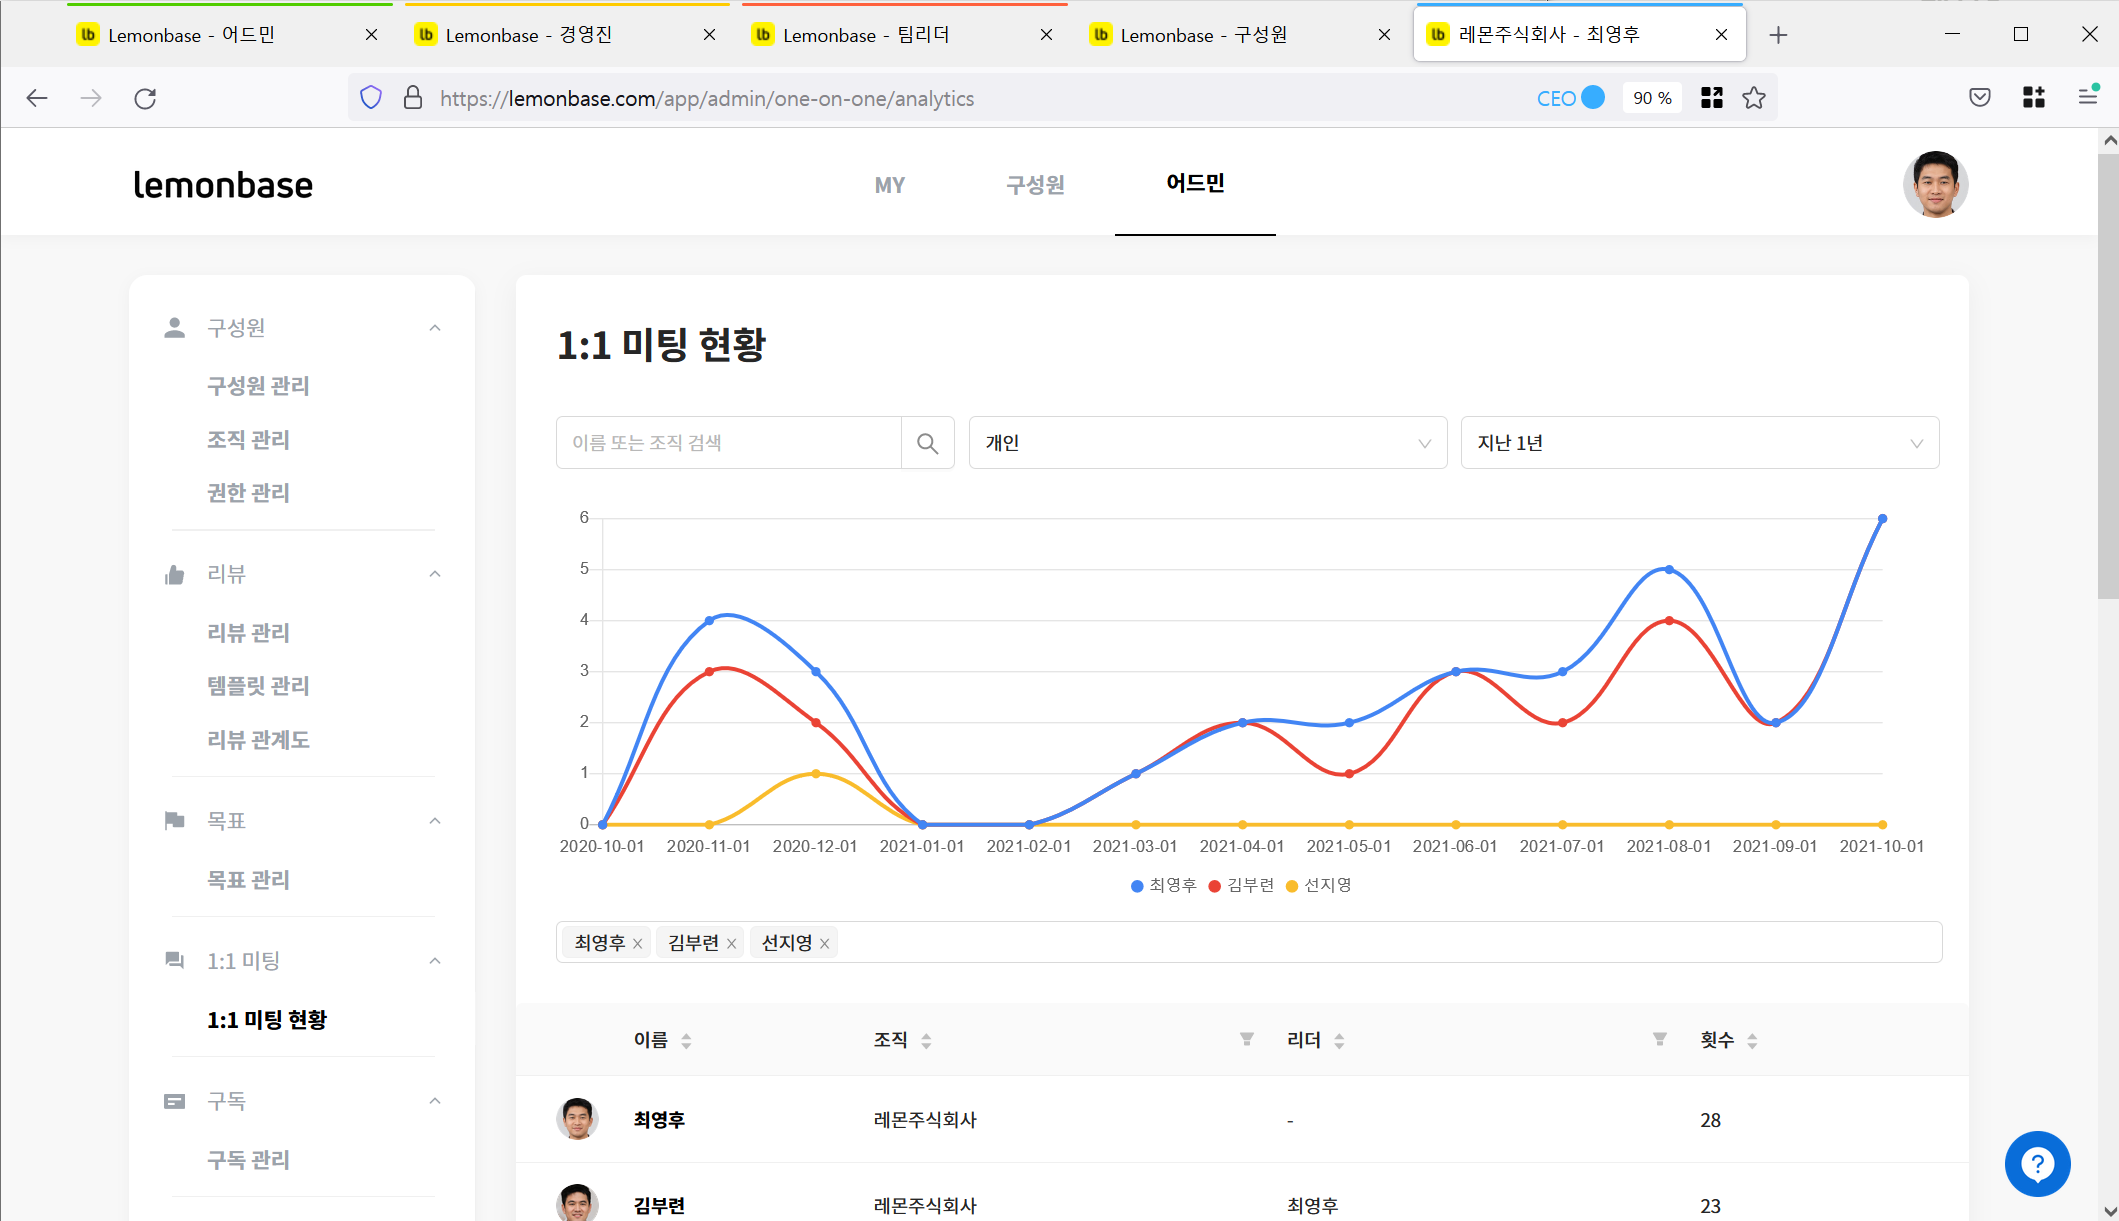 lb Lemonbase - 어드민
lb Lemonbase - 경영진
lb Lemonbase - 팀리더
lb Lemonbase - 구성원
lb 레몬주식회사 - 최영후
https://lemonbase.com/app/admin/one-on-one/analytics
CEO
90 %
lemonbase
MY
구성원
어드민
구성원
구성원 관리
조직 관리
권한 관리
리뷰
리뷰 관리
템플릿 관리
리뷰 관계도
목표
목표 관리
1:1 미팅
1:1 미팅 현황
구독
구독 관리
1:1 미팅 현황
이름 또는 조직 검색
개인
지난 1년
6
5
4
3
2
1
0
2020-10-01 2020-11-01 2020-12-01 2021-01-01 2021-02-01 2021-03-01 2021-04-01 2021-05-01 2021-06-01 2021-07-01 2021-08-01 2021-09-01 2021-10-01
최영후 김부련 선지영
최영후 김부련 선지영
이름 조직 리더 횟수
최영후 레몬주식회사 - 28
김부련 레몬주식회사 최영후 23